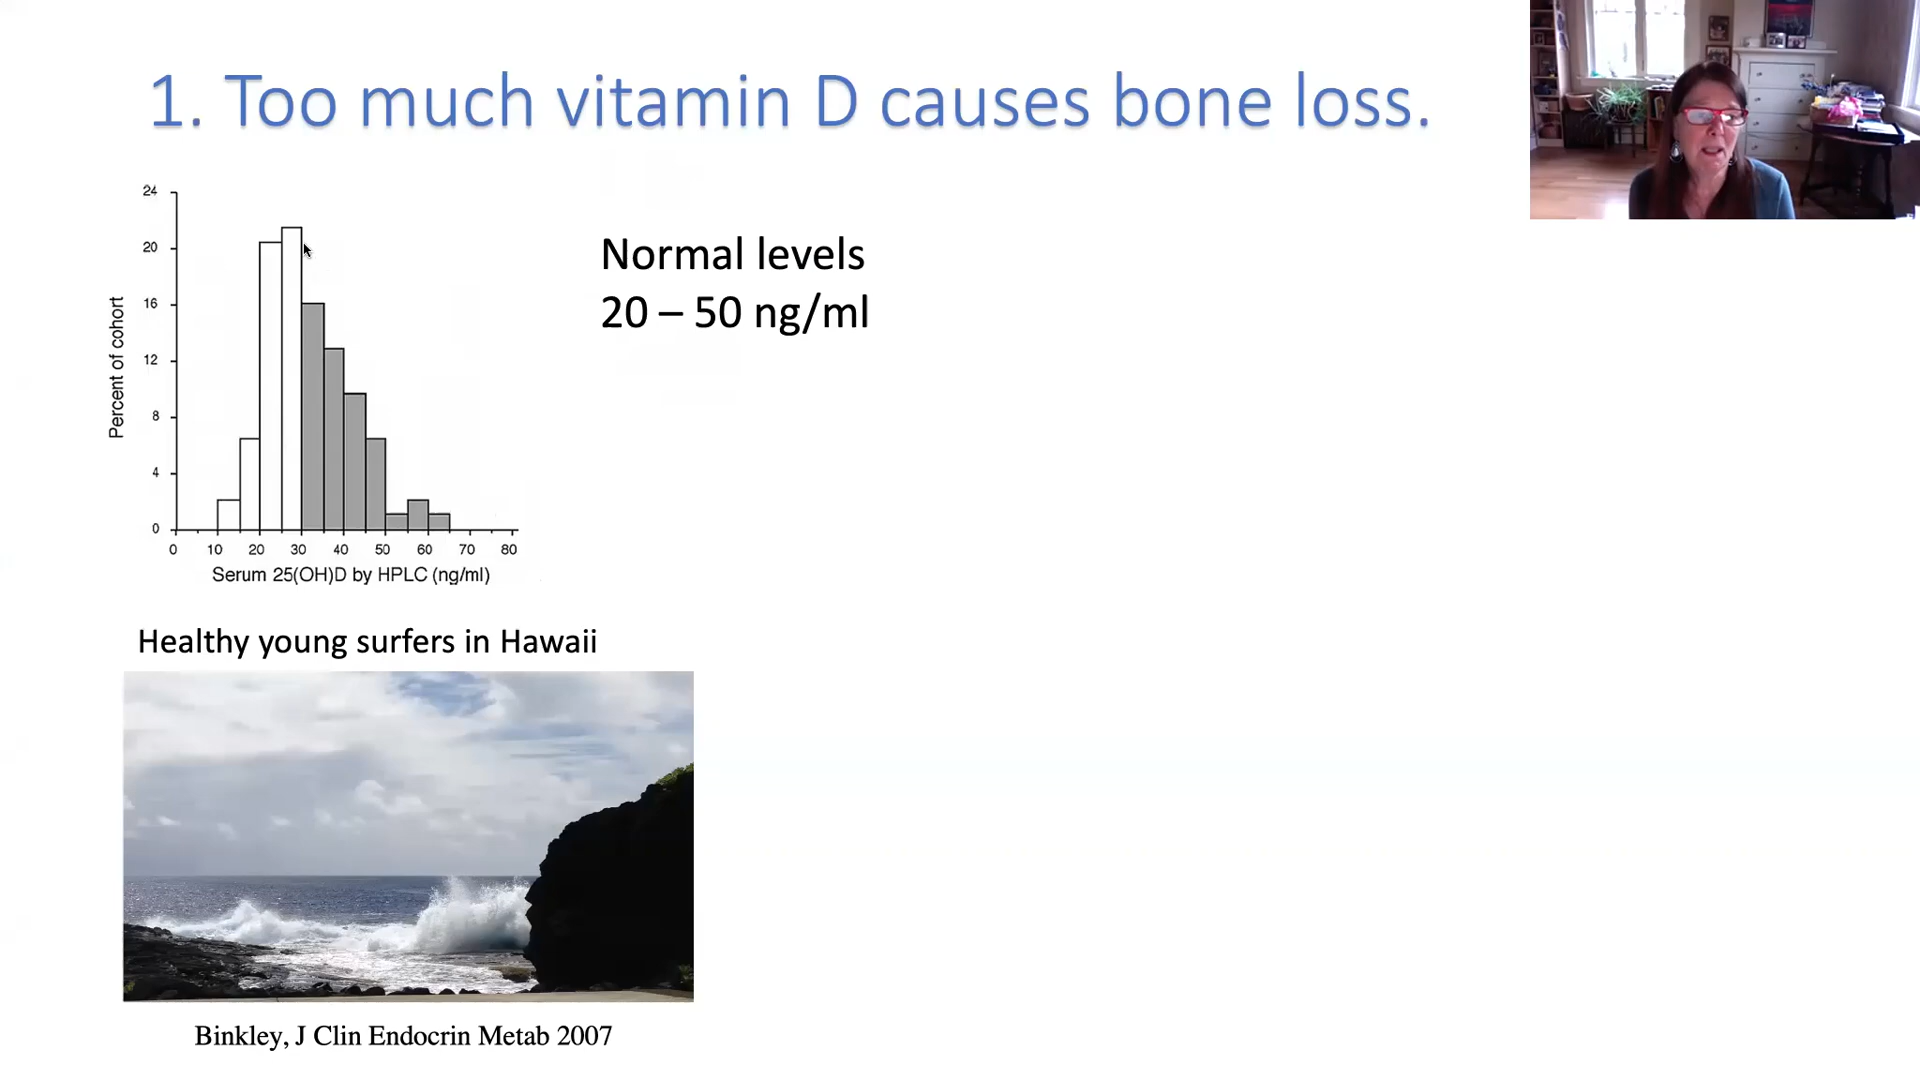 1. Too much vitamin D causes bone loss.
24
20
16
12
8
4
0
Percent of cohort
0 10 20 30 40 50 60 70 80
Serum 25(OH)D by HPLC (ng/ml)
Normal levels
20 – 50 ng/ml
Healthy young surfers in Hawaii
Binkley, J Clin Endocrin Metab 2007